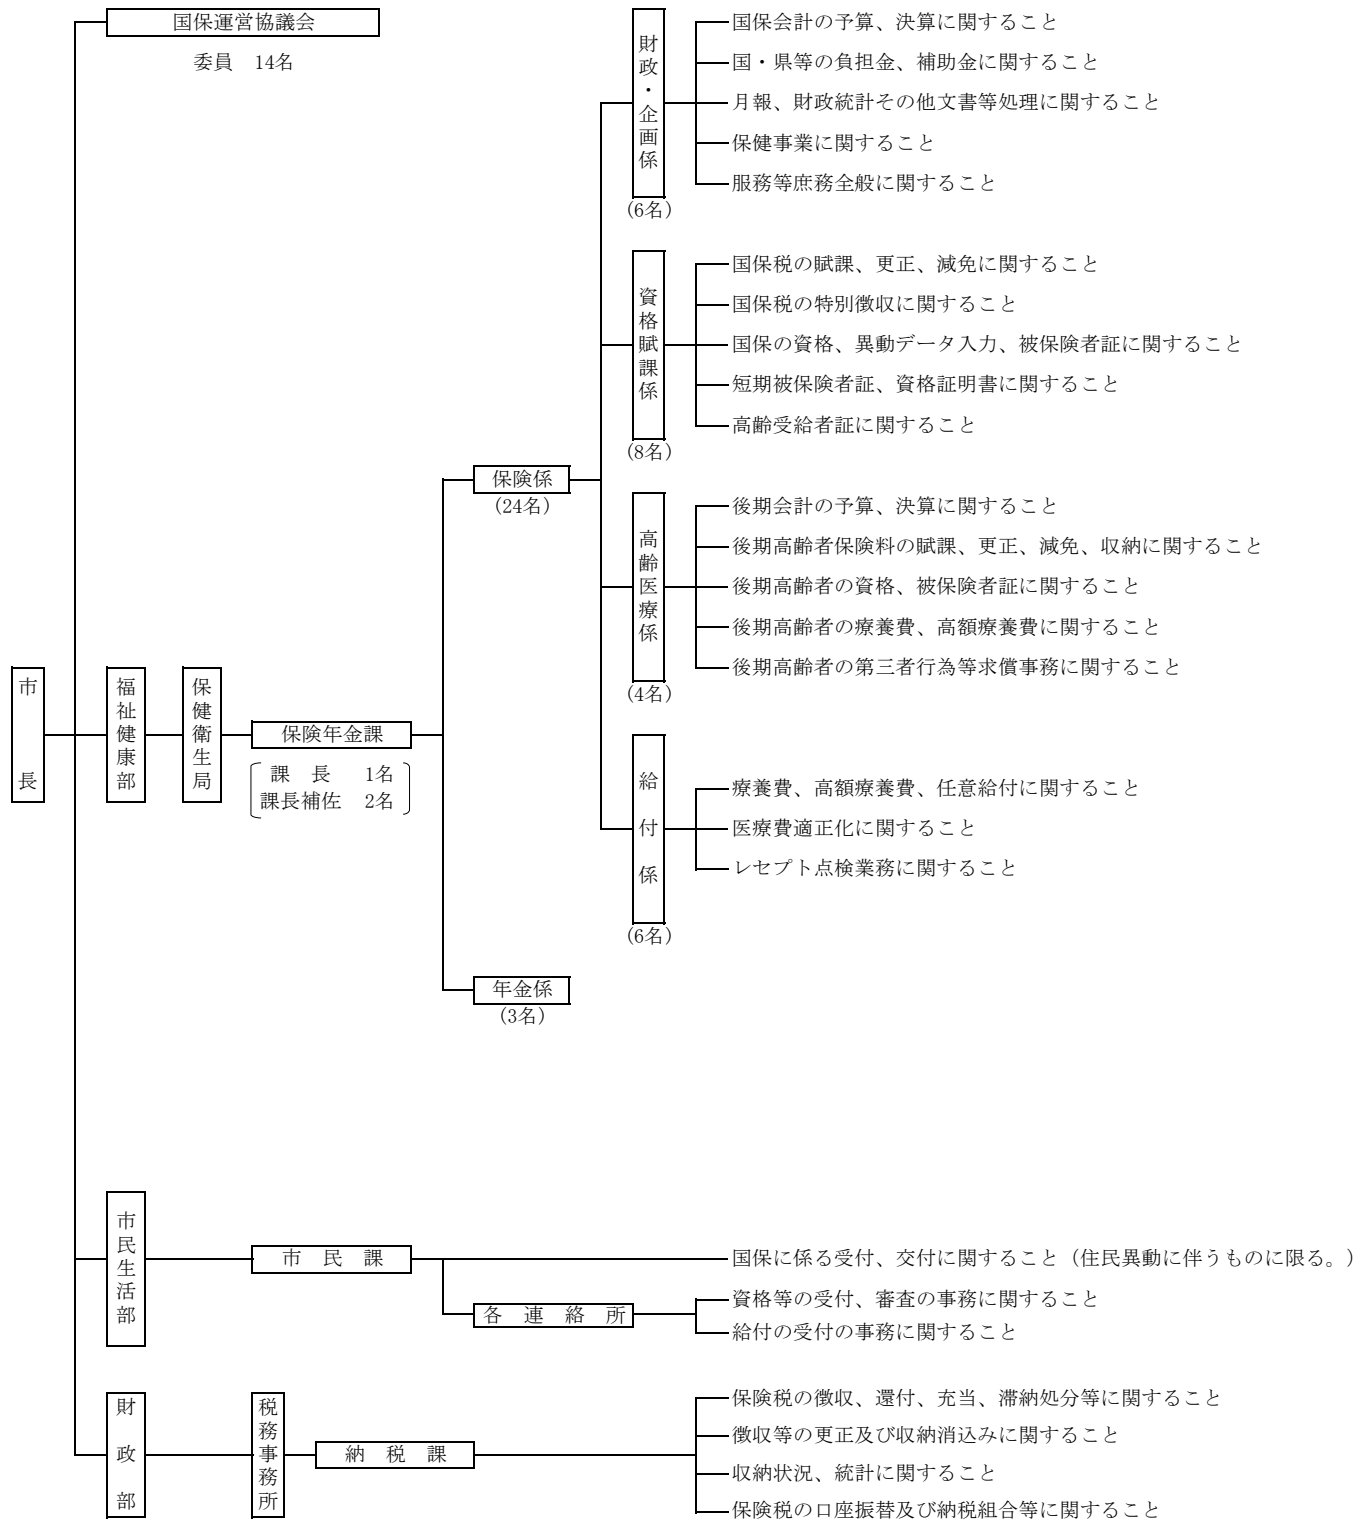 国保運営協議会
委員　14名
市長
福祉健康部
保健衛生局
保険年金課
課　長　1名
課長補佐　2名
保険係
(24名)
財政・企画係
(6名)
国保会計の予算、決算に関すること
国・県等の負担金、補助金に関すること
月報、財政統計その他文書等処理に関すること
保健事業に関すること
服務等庶務全般に関すること
資格賦課係
(8名)
国保税の賦課、更正、減免に関すること
国保税の特別徴収に関すること
国保の資格、異動データ入力、被保険者証に関すること
短期被保険者証、資格証明書に関すること
高齢受給者証に関すること
高齢医療係
(4名)
後期会計の予算、決算に関すること
後期高齢者保険料の賦課、更正、減免、収納に関すること
後期高齢者の資格、被保険者証に関すること
後期高齢者の療養費、高額療養費に関すること
後期高齢者の第三者行為等求償事務に関すること
給付係
(6名)
療養費、高額療養費、任意給付に関すること
医療費適正化に関すること
レセプト点検業務に関すること
年金係
(3名)
市民生活部
市　民　課
国保に係る受付、交付に関すること（住民異動に伴うものに限る。）
各　連　絡　所
資格等の受付、審査の事務に関すること
給付の受付の事務に関すること
財政部
税務事務所
納　税　課
保険税の徴収、還付、充当、滞納処分等に関すること
徴収等の更正及び収納消込みに関すること
収納状況、統計に関すること
保険税の口座振替及び納税組合等に関すること